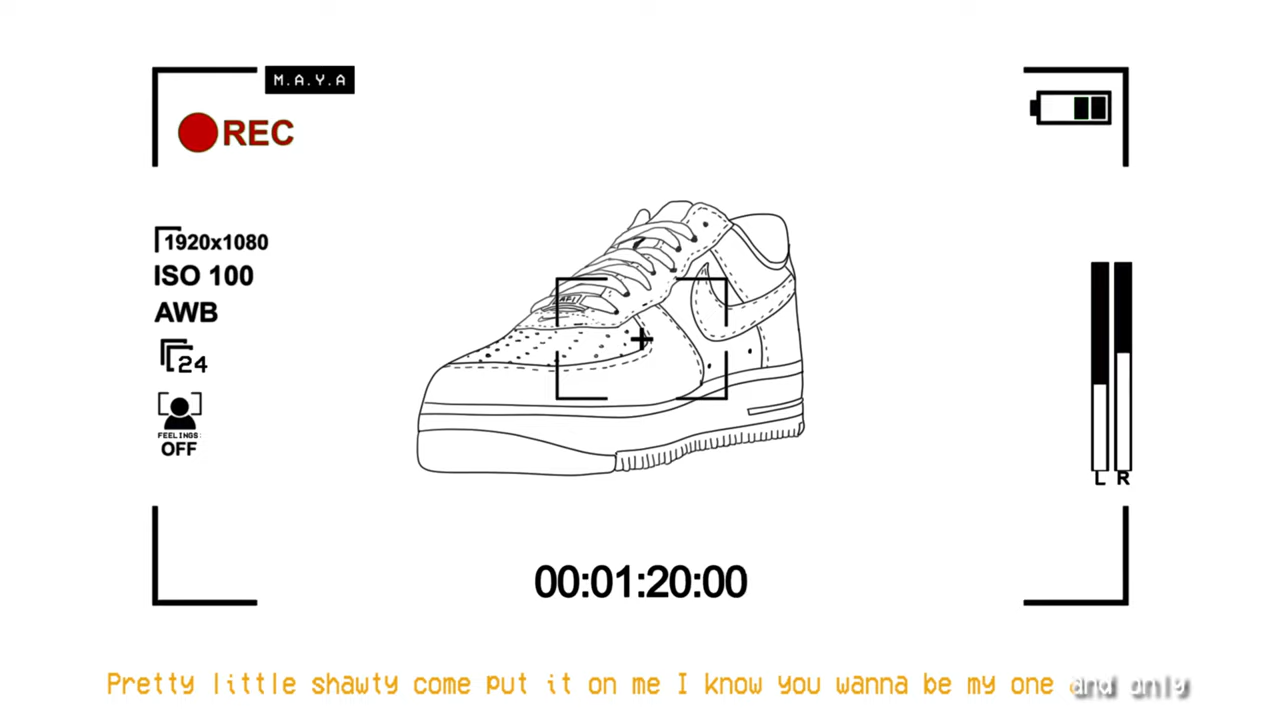 M.A.Y.A
REC
1920x1080
ISO 100
AWB
24
FEELINGS:
OFF
AF1
L R
00:01:20:00
Pretty little shawty come put it on me I know you wanna be my one and only